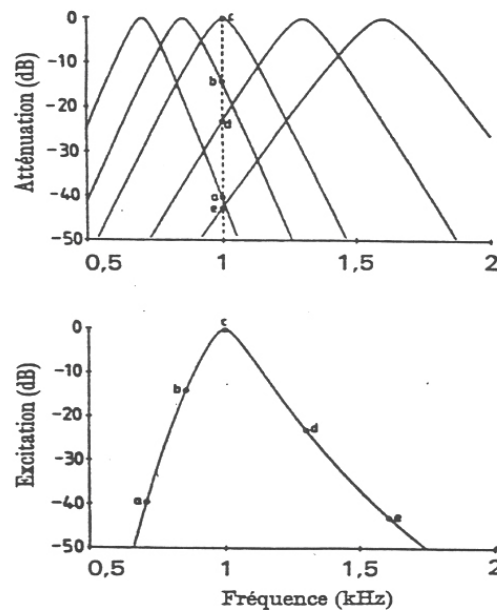 Atténuation (dB)
0
-10
-20
-30
-40
-50
c
b
d
a
e
0,5
1
1,5
2
Excitation (dB)
0
-10
-20
-30
-40
-50
c
b
d
a
e
0,5
1
1,5
2
Fréquence (kHz)